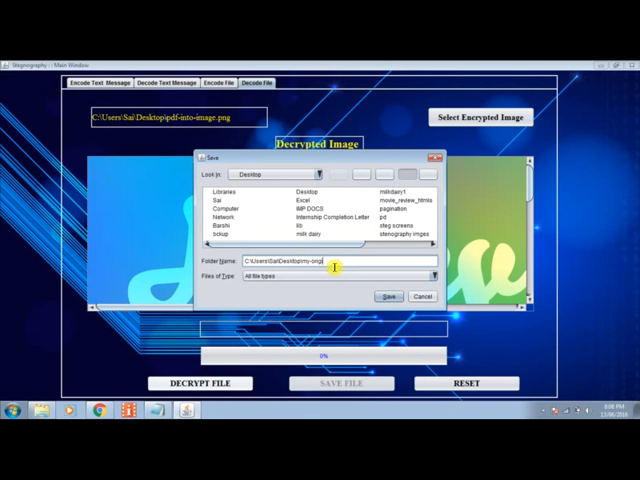 Stegnography :: Main Window
Encode Text Message Decode Text Message Encode File Decode File
C:\Users\Sai\Desktop\pdf-into-image.png
Select Encrypted Image
Decrypted Image
Save
Look In: Desktop
Libraries Desktop milkdairy1
Sai Excel movie_review_htmls
Computer IMP DOCS pagination
Network Internship Completion Letter pd
Barshi lib steg screens
bckup milk dairy stenography imges
Folder Name: C:\Users\Sai\Desktop\my-orig
Files of Type: All file types
Save Cancel
0%
DECRYPT FILE SAVE FILE RESET
8:08 PM
13/06/2018